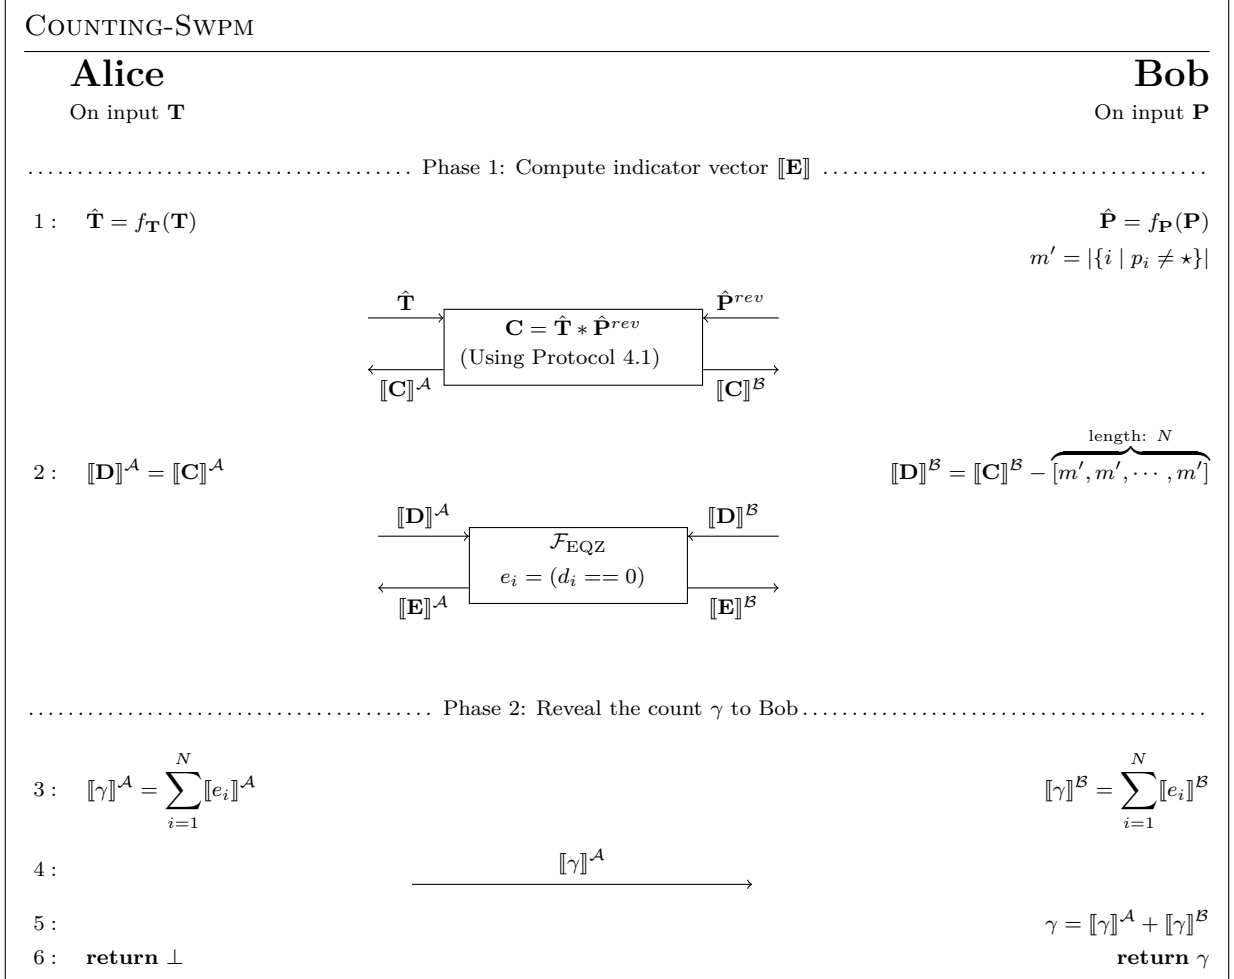 COUNTING-SWPM
Alice Bob
On input T On input P
Phase 1: Compute indicator vector ⟦E⟧
1 : T̂ = f_T(T) P̂ = f_P(P)
m′ = |{i | p_i ≠ ⋆}|
T̂ P̂^{rev}
C = T̂ ∗ P̂^{rev}
(Using Protocol 4.1)
⟦C⟧^𝒜 ⟦C⟧^ℬ
length: N
2 : ⟦D⟧^𝒜 = ⟦C⟧^𝒜 ⟦D⟧^ℬ = ⟦C⟧^ℬ − [m′, m′, ⋯ , m′]
⟦D⟧^𝒜 ⟦D⟧^ℬ
ℱ_EQZ
e_i = (d_i == 0)
⟦E⟧^𝒜 ⟦E⟧^ℬ
Phase 2: Reveal the count γ to Bob
3 : ⟦γ⟧^𝒜 = ∑_{i=1}^{N} ⟦e_i⟧^𝒜 ⟦γ⟧^ℬ = ∑_{i=1}^{N} ⟦e_i⟧^ℬ
4 : ⟦γ⟧^𝒜
5 : γ = ⟦γ⟧^𝒜 + ⟦γ⟧^ℬ
6 : return ⊥ return γ